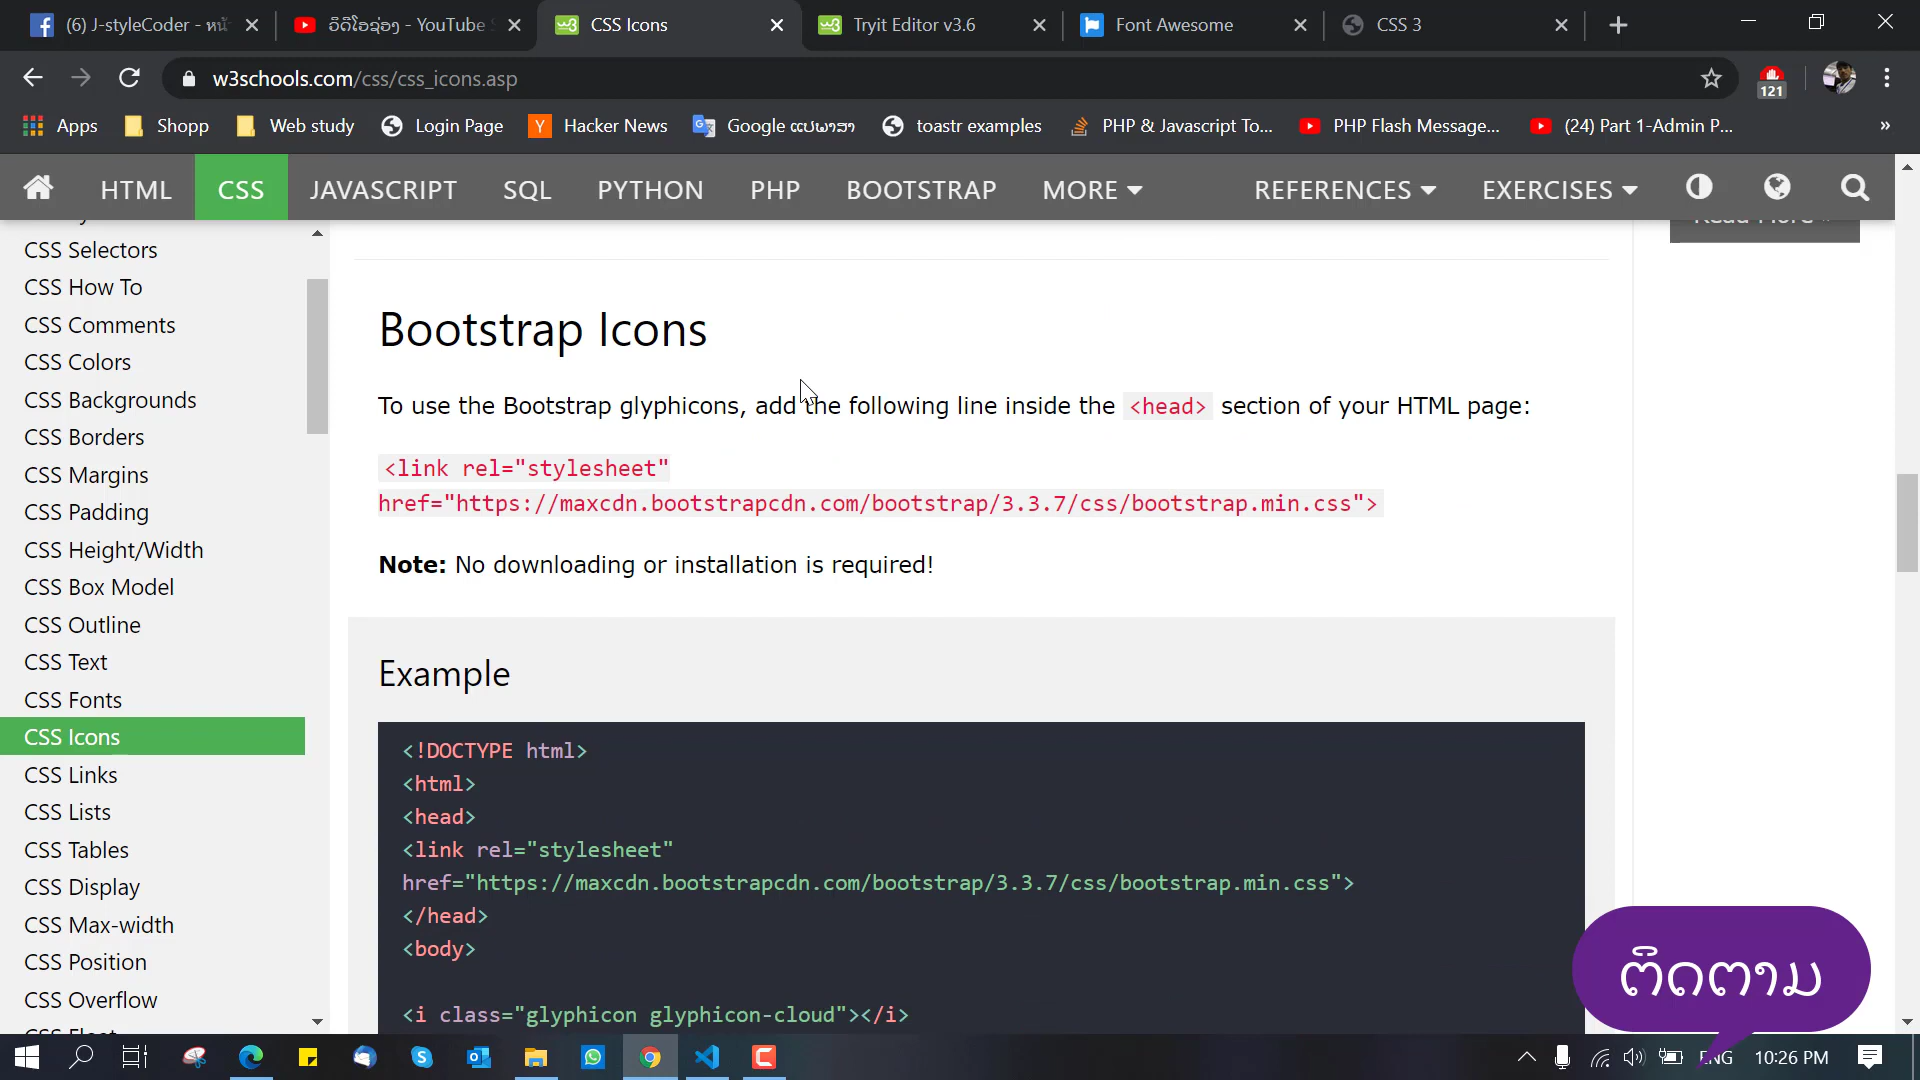 (6) J-styleCoder - หน้
ວິດີໂອຊ່ອງ - YouTube
CSS Icons
Tryit Editor v3.6
Font Awesome
CSS 3
w3schools.com/css/css_icons.asp
121
Apps
Shopp
Web study
Login Page
Hacker News
Google ແປພາສາ
toastr examples
PHP & Javascript To...
PHP Flash Message...
(24) Part 1-Admin P...
»
HTML
CSS
JAVASCRIPT
SQL
PYTHON
PHP
BOOTSTRAP
MORE
REFERENCES
EXERCISES
Read More »
CSS Selectors
CSS How To
CSS Comments
CSS Colors
CSS Backgrounds
CSS Borders
CSS Margins
CSS Padding
CSS Height/Width
CSS Box Model
CSS Outline
CSS Text
CSS Fonts
CSS Icons
CSS Links
CSS Lists
CSS Tables
CSS Display
CSS Max-width
CSS Position
CSS Overflow
Bootstrap Icons
To use the Bootstrap glyphicons, add the following line inside the <head> section of your HTML page:
<link rel="stylesheet"
href="https://maxcdn.bootstrapcdn.com/bootstrap/3.3.7/css/bootstrap.min.css">
Note: No downloading or installation is required!
Example
<!DOCTYPE html>
<html>
<head>
<link rel="stylesheet"
href="https://maxcdn.bootstrapcdn.com/bootstrap/3.3.7/css/bootstrap.min.css">
</head>
<body>
<i class="glyphicon glyphicon-cloud"></i>
ຕິດຕາມ
ENG
10:26 PM